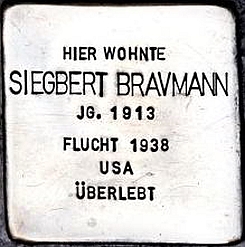 HIER WOHNTE
SIEGBERT BRAVMANN
JG. 1913
FLUCHT 1938
USA
ÜBERLEBT